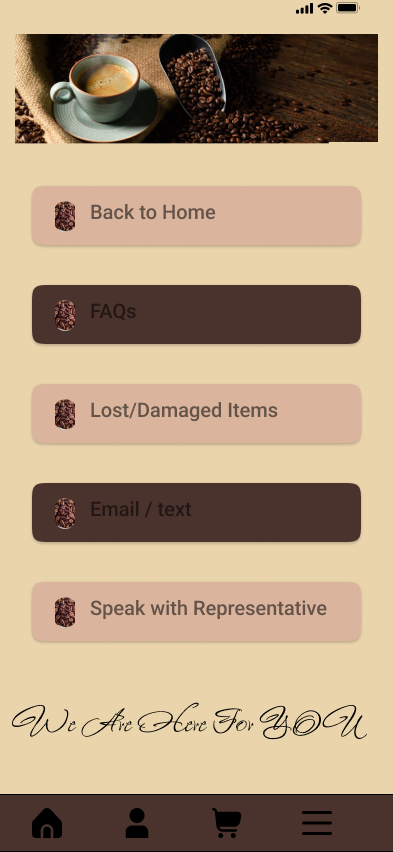 Back to Home
FAQs
Lost/Damaged Items
Email / text
Speak with Representative
We Are Here For YOU